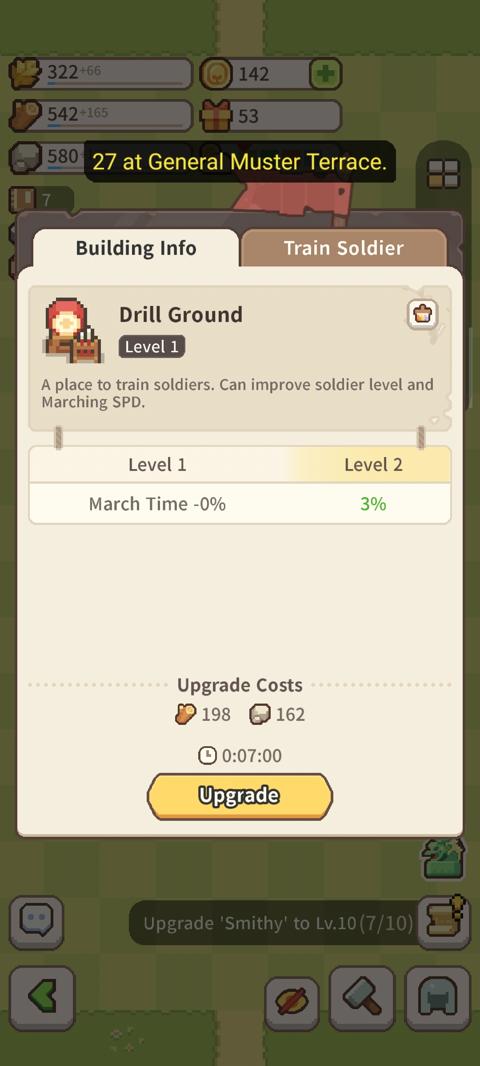 322 +66
142
542 +165
53
580
27 at General Muster Terrace.
7
Building Info
Train Soldier
Drill Ground
Level 1
A place to train soldiers. Can improve soldier level and
Marching SPD.
Level 1
Level 2
March Time -0%
3%
Upgrade Costs
198
162
0:07:00
Upgrade
Upgrade 'Smithy' to Lv.10(7/10)